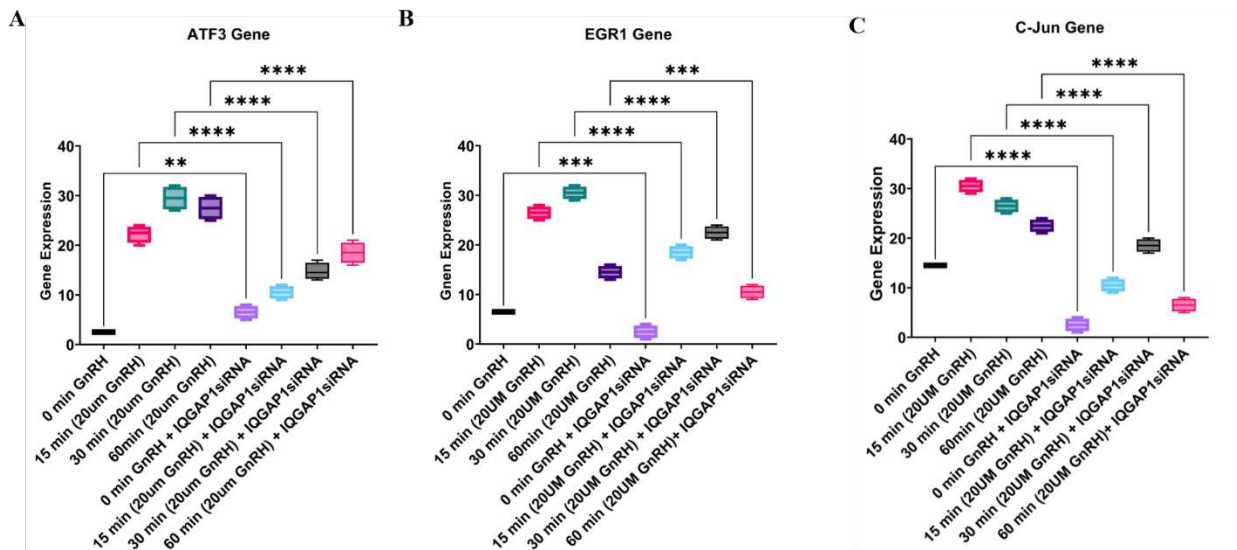 A
ATF3 Gene
****
****
****
**
Gene Expression
40
30
20
10
0
0 min GnRH
15 min (20um GnRH)
30 min (20um GnRH)
60min (20um GnRH)
0 min GnRH + IQGAP1siRNA
15 min (20um GnRH) + IQGAP1siRNA
30 min (20um GnRH) + IQGAP1siRNA
60 min (20um GnRH) + IQGAP1siRNA
B
EGR1 Gene
***
****
****
***
Gnen Expression
40
30
20
10
0
0 min GnRH
15 min (20UM GnRH)
30 min (20UM GnRH)
60min (20UM GnRH)
0 min GnRH + IQGAP1siRNA
15 min (20UM GnRH) + IQGAP1siRNA
30 min (20UM GnRH) + IQGAP1siRNA
60 min (20UM GnRH)+ IQGAP1siRNA
C
C-Jun Gene
****
****
****
****
Gene Expression
40
30
20
10
0
0 min GnRH
15 min (20UM GnRH)
30 min (20UM GnRH)
60min (20UM GnRH)
0 min GnRH + IQGAP1siRNA
15 min (20UM GnRH) + IQGAP1siRNA
30 min (20UM GnRH) + IQGAP1siRNA
60 min (20UM GnRH)+ IQGAP1siRNA